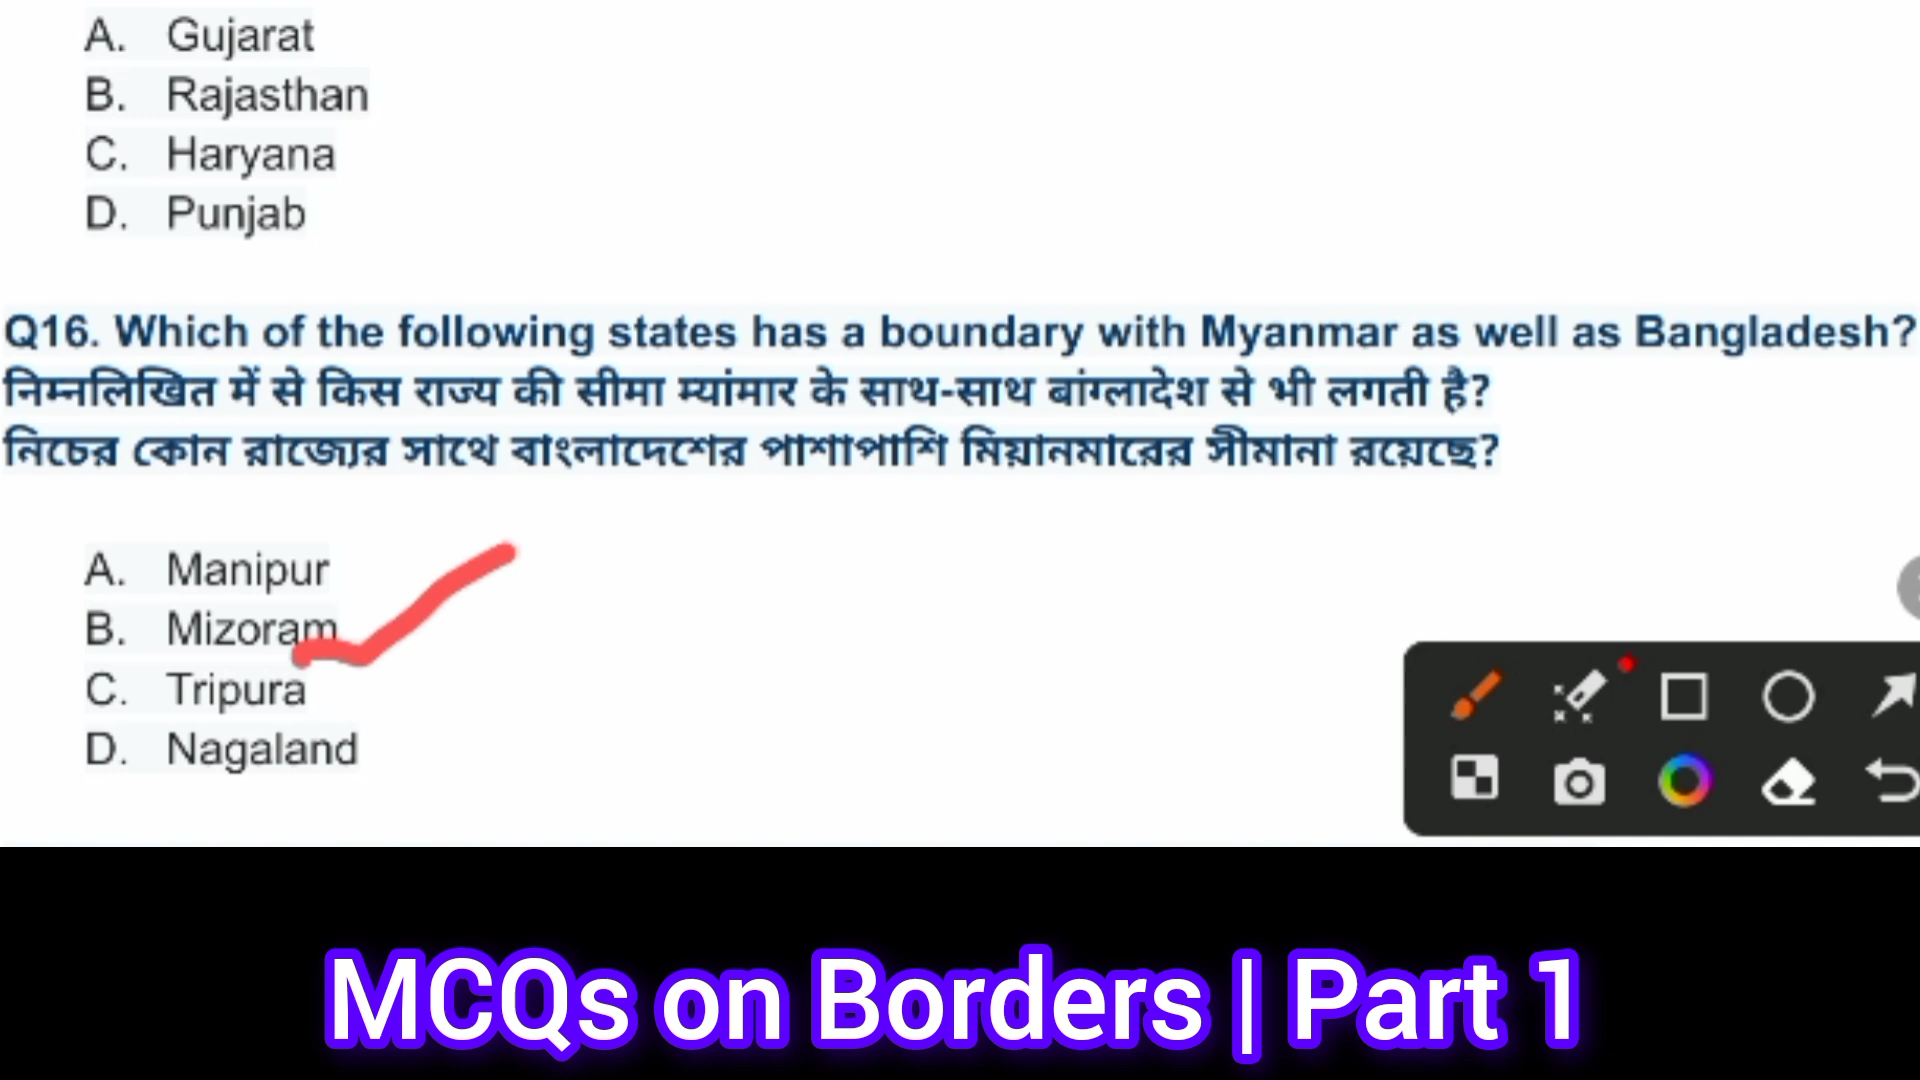 A. Gujarat
B. Rajasthan
C. Haryana
D. Punjab
Q16. Which of the following states has a boundary with Myanmar as well as Bangladesh?
निम्नलिखित में से किस राज्य की सीमा म्यांमार के साथ-साथ बांग्लादेश से भी लगती है?
নিচের কোন রাজ্যের সাথে বাংলাদেশের পাশাপাশি মিয়ানমারের সীমানা রয়েছে?
A. Manipur
B. Mizoram
C. Tripura
D. Nagaland
MCQs on Borders | Part 1